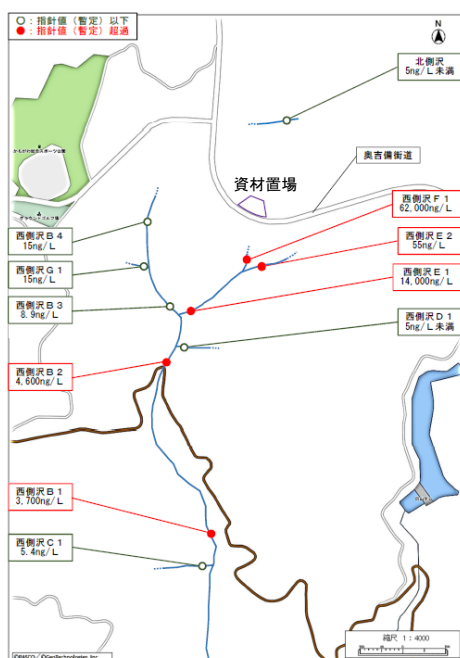 ○：指針値（暫定）以下
●：指針値（暫定）超過
N
北側沢
5ng/L未満
奥吉備街道
資材置場
西側沢F1
62,000ng/L
西側沢B4
15ng/L
西側沢E2
55ng/L
西側沢G1
15ng/L
西側沢E1
14,000ng/L
西側沢B3
8.9ng/L
西側沢D1
5ng/L未満
西側沢B2
4,600ng/L
西側沢B1
3,700ng/L
西側沢C1
5.4ng/L
縮尺 1：4000